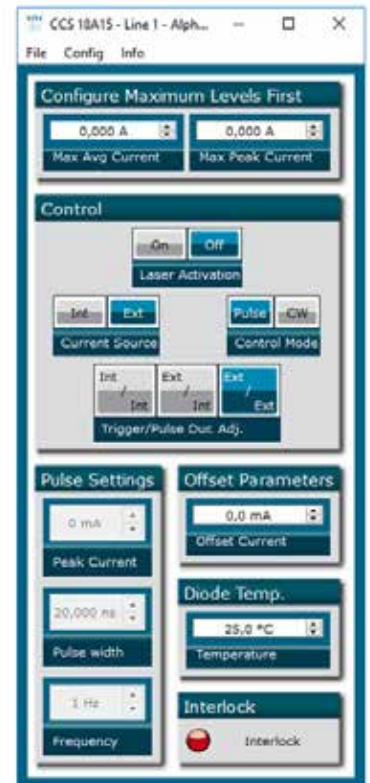 CCS 18A15 - Line 1 - Alph...
File Config Info
Configure Maximum Levels First
0,000 A 0,000 A
Max Avg Current Max Peak Current
Control
On Off
Laser Activation
Int Ext Pulse CW
Current Source Control Mode
Int / Int Ext / Int Ext / Ext
Trigger/Pulse Dur. Adj.
Pulse Settings Offset Parameters
0 mA 0,0 mA
Peak Current Offset Current
20,000 ns Diode Temp.
Pulse width 25,0 °C
Temperature
1 Hz Interlock
Frequency Interlock